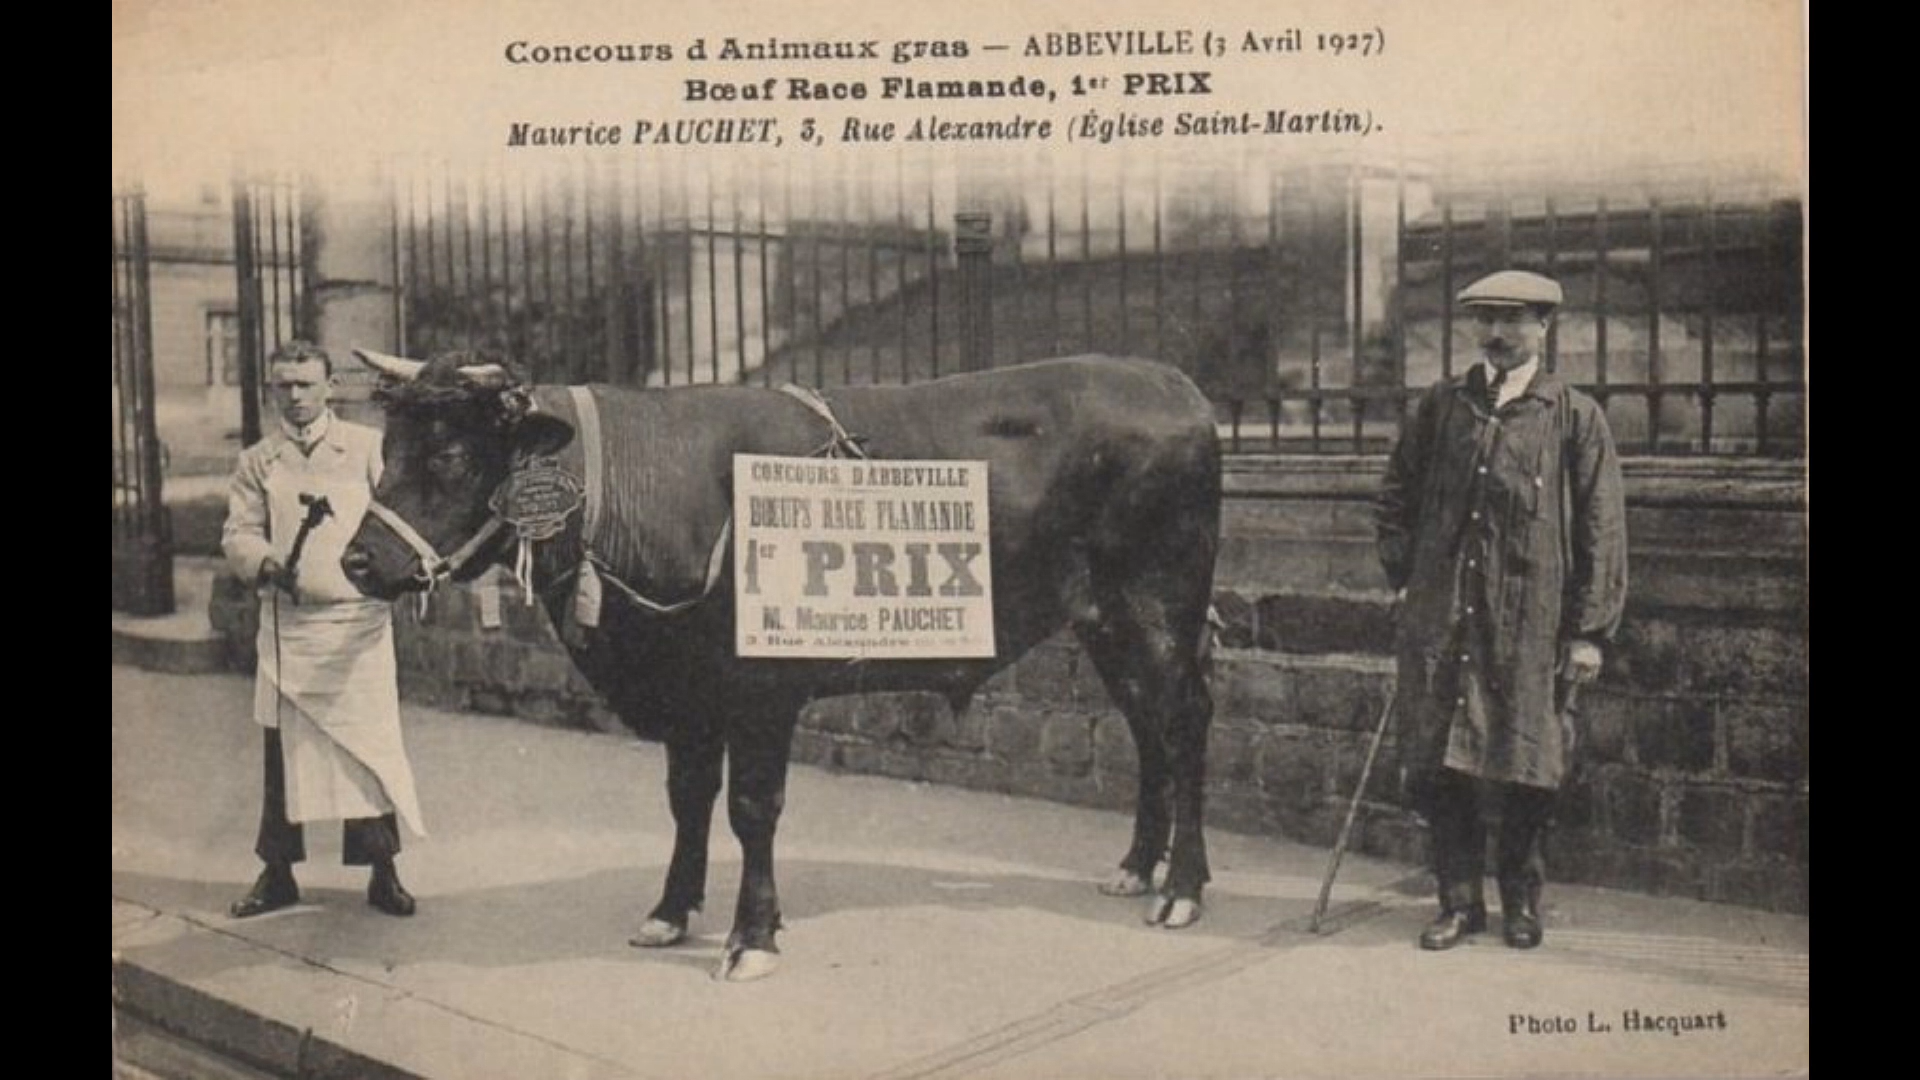 Concours d Animaux gras — ABBEVILLE (3 Avril 1927)
Bœuf Race Flamande, 1er PRIX
Maurice PAUCHET, 3, Rue Alexandre (Église Saint-Martin).
CONCOURS D'ABBEVILLE
BŒUFS RACE FLAMANDE
1er PRIX
M. Maurice PAUCHET
3 Rue Alexandre
Photo L. Hacquart